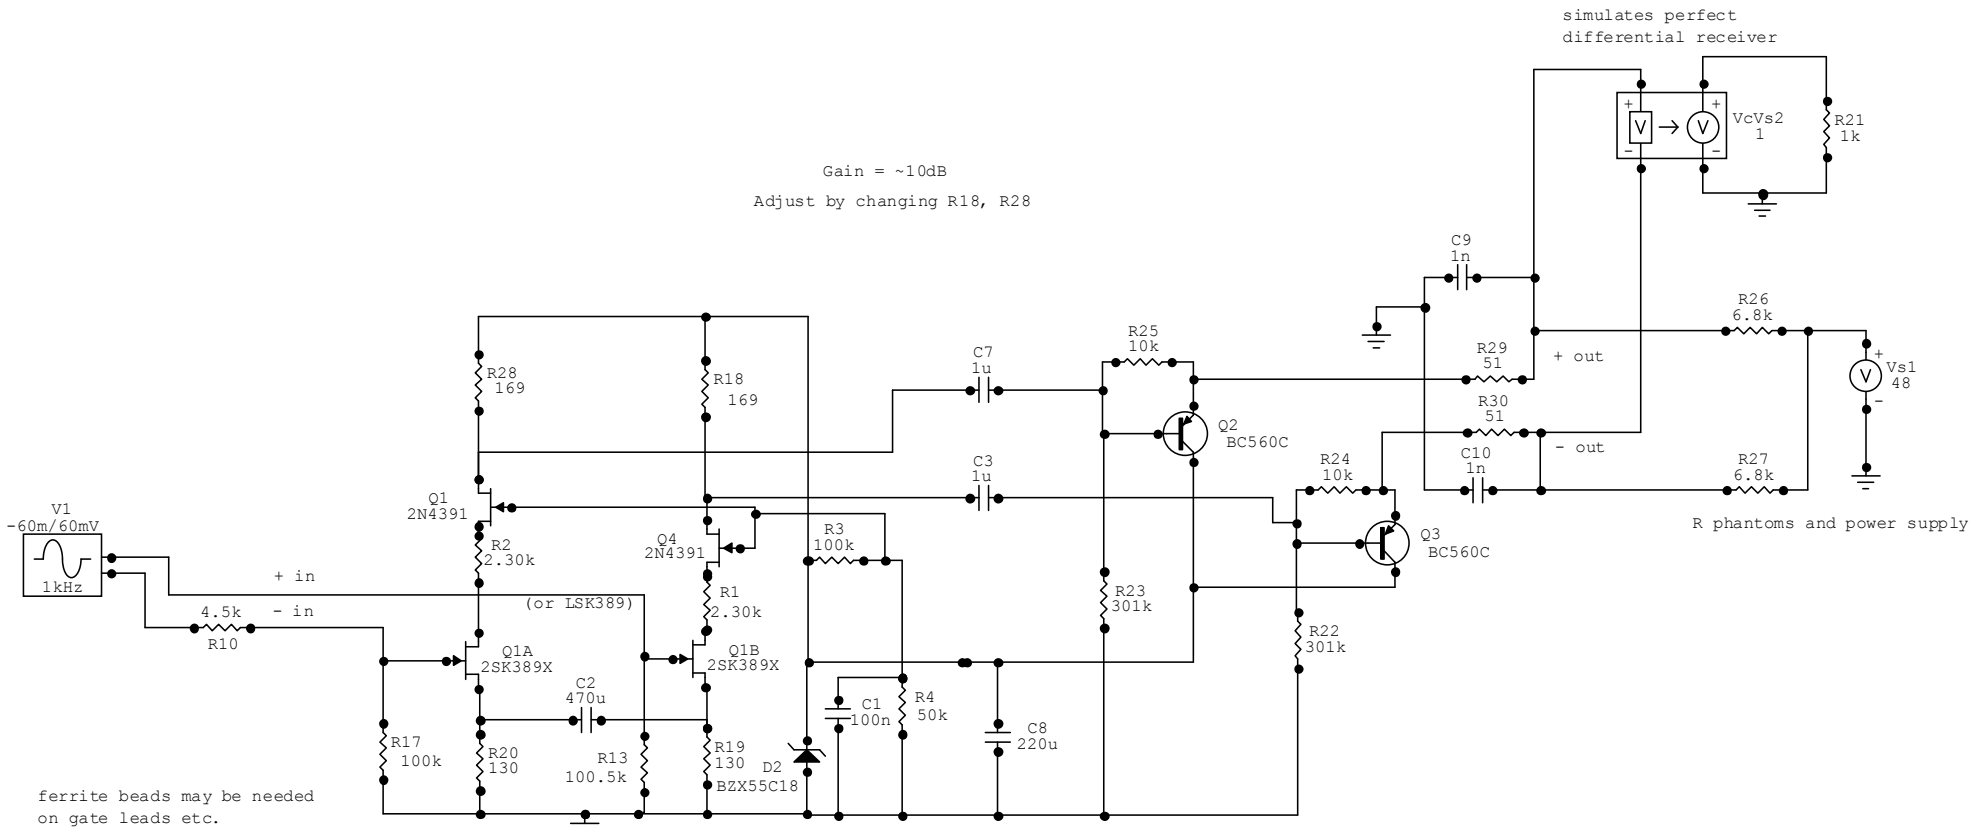 simulates perfect
differential receiver
VcVs2
1
R21
1k
Gain = ~10dB
Adjust by changing R18, R28
C9
1n
R26
6.8k
R25
10k
C7
1u
R29
51
+ out
Vs1
48
R28
169
R18
169
R30
51
Q2
BC560C
- out
C3
1u
R24
10k
C10
1n
R27
6.8k
V1
-60m/60mV
1kHz
Q1
2N4391
R2
2.30k
Q4
2N4391
R3
100k
Q3
BC560C
R phantoms and power supply
+ in
(or LSK389)
R1
2.30k
R23
301k
4.5k
R10
- in
R22
301k
Q1A
2SK389X
Q1B
2SK389X
C2
470u
C1
100n
R4
50k
C8
220u
R17
100k
R20
130
R13
100.5k
R19
130
D2
BZX55C18
ferrite beads may be needed
on gate leads etc.